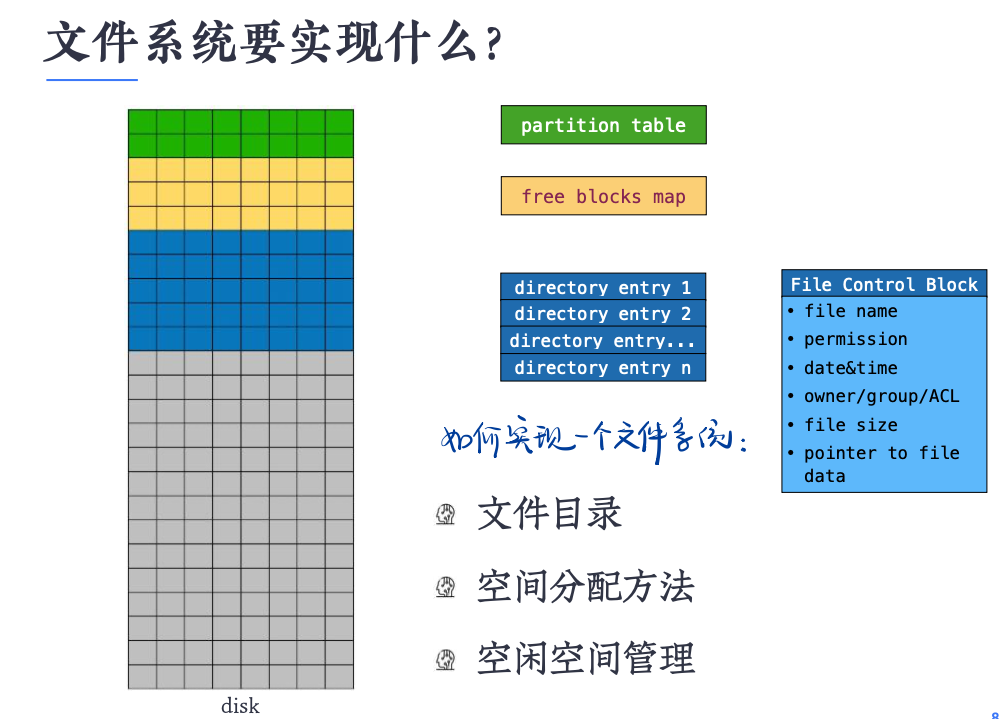 文件系统要实现什么?
partition table
free blocks map
directory entry 1
directory entry 2
directory entry...
directory entry n
File Control Block
• file name
• permission
• date&time
• owner/group/ACL
• file size
• pointer to file
data
如何实现一个文件系统：
文件目录
空间分配方法
空闲空间管理
disk
8